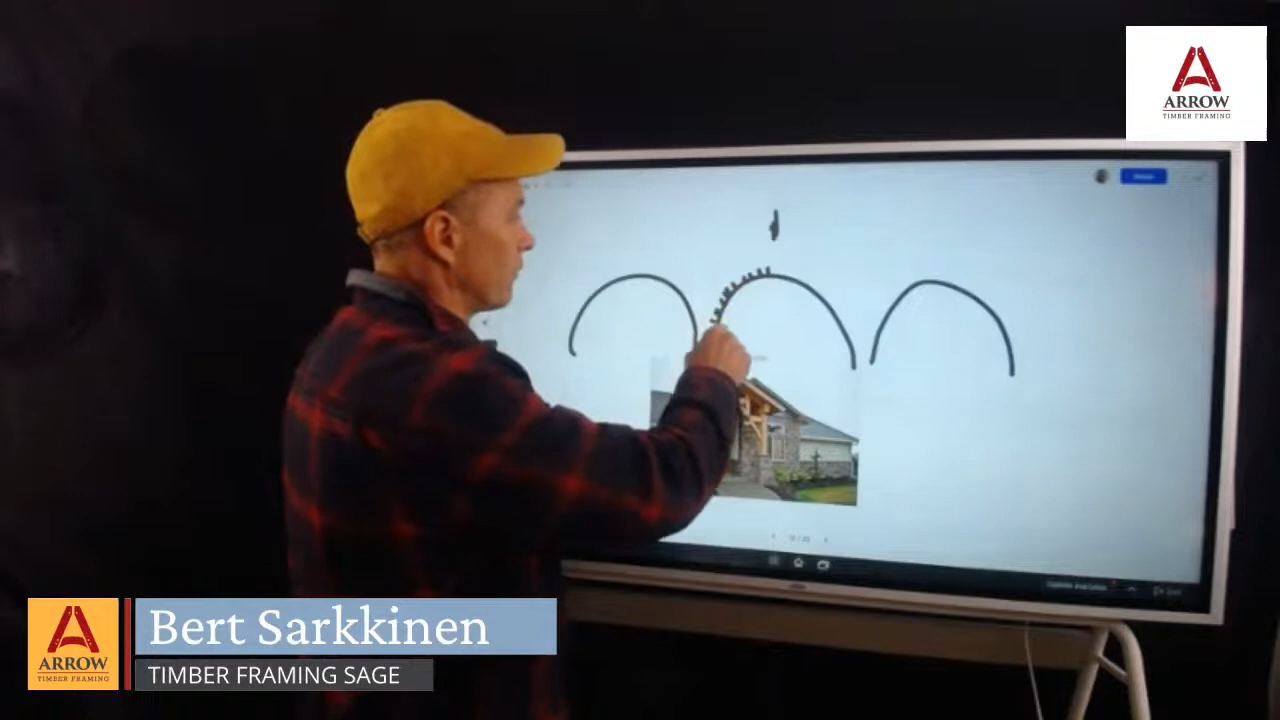 ARROW
TIMBER FRAMING
Bert Sarkkinen
TIMBER FRAMING SAGE
ARROW
TIMBER FRAMING